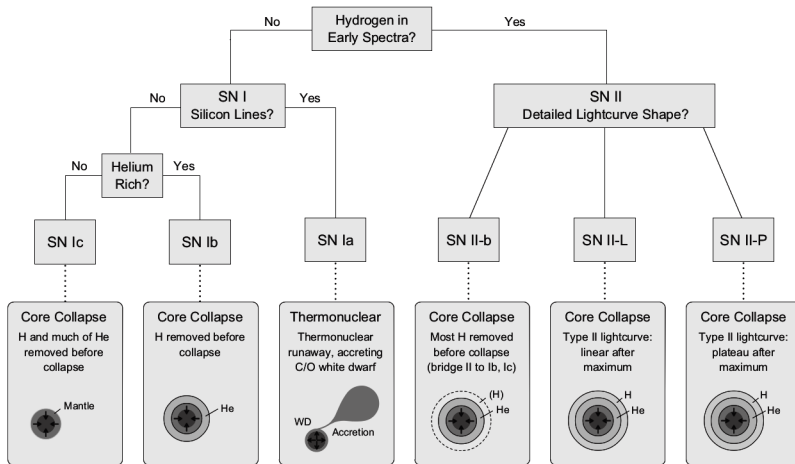 Hydrogen in
Early Spectra?
No
Yes
SN I
Silicon Lines?
SN II
Detailed Lightcurve Shape?
No
Yes
Helium
Rich?
No
Yes
SN Ic
SN Ib
SN Ia
SN II-b
SN II-L
SN II-P
Core Collapse
H and much of He
removed before
collapse
Mantle
Core Collapse
H removed before
collapse
He
Thermonuclear
Thermonuclear
runaway, accreting
C/O white dwarf
WD
Accretion
Core Collapse
Most H removed
before collapse
(bridge II to Ib, Ic)
(H)
He
Core Collapse
Type II lightcurve:
linear after
maximum
H
He
Core Collapse
Type II lightcurve:
plateau after
maximum
H
He